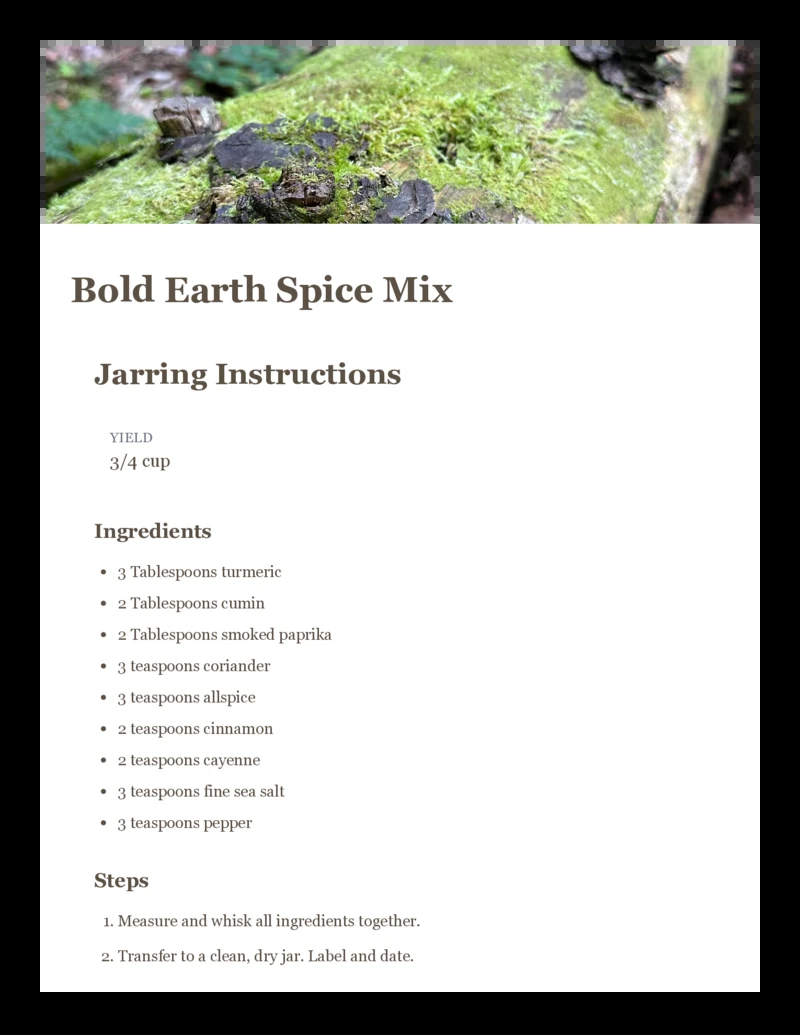 Bold Earth Spice Mix
Jarring Instructions
YIELD
3/4 cup
Ingredients
• 3 Tablespoons turmeric
• 2 Tablespoons cumin
• 2 Tablespoons smoked paprika
• 3 teaspoons coriander
• 3 teaspoons allspice
• 2 teaspoons cinnamon
• 2 teaspoons cayenne
• 3 teaspoons fine sea salt
• 3 teaspoons pepper
Steps
1. Measure and whisk all ingredients together.
2. Transfer to a clean, dry jar. Label and date.